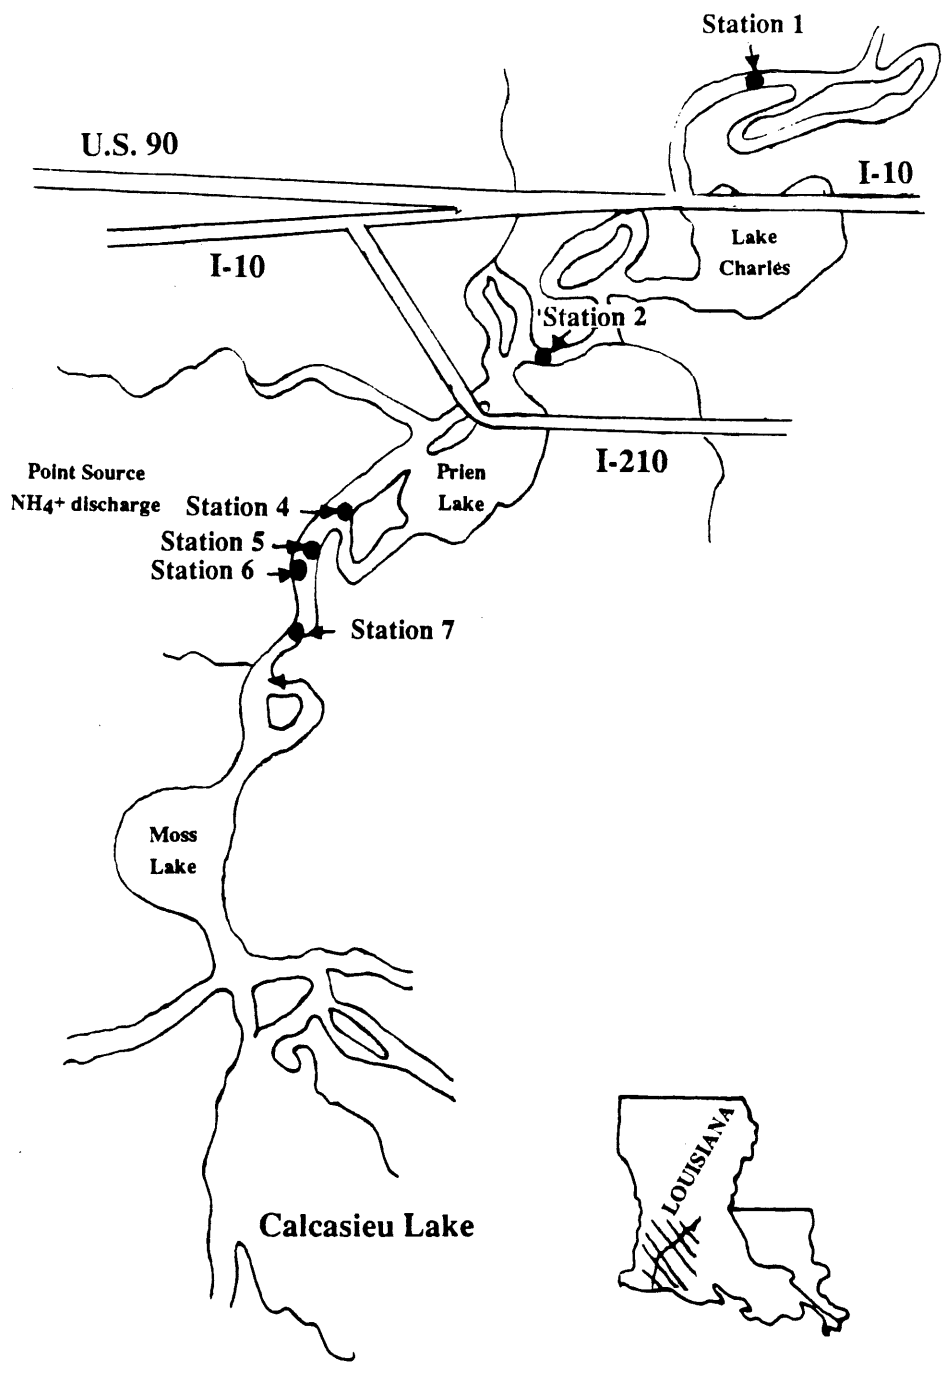 Station 1
U.S. 90
I-10
Lake
Charles
I-10
Station 2
I-210
Point Source
NH4+ discharge
Prien
Lake
Station 4
Station 5
Station 6
Station 7
Moss
Lake
LOUISIANA
Calcasieu Lake